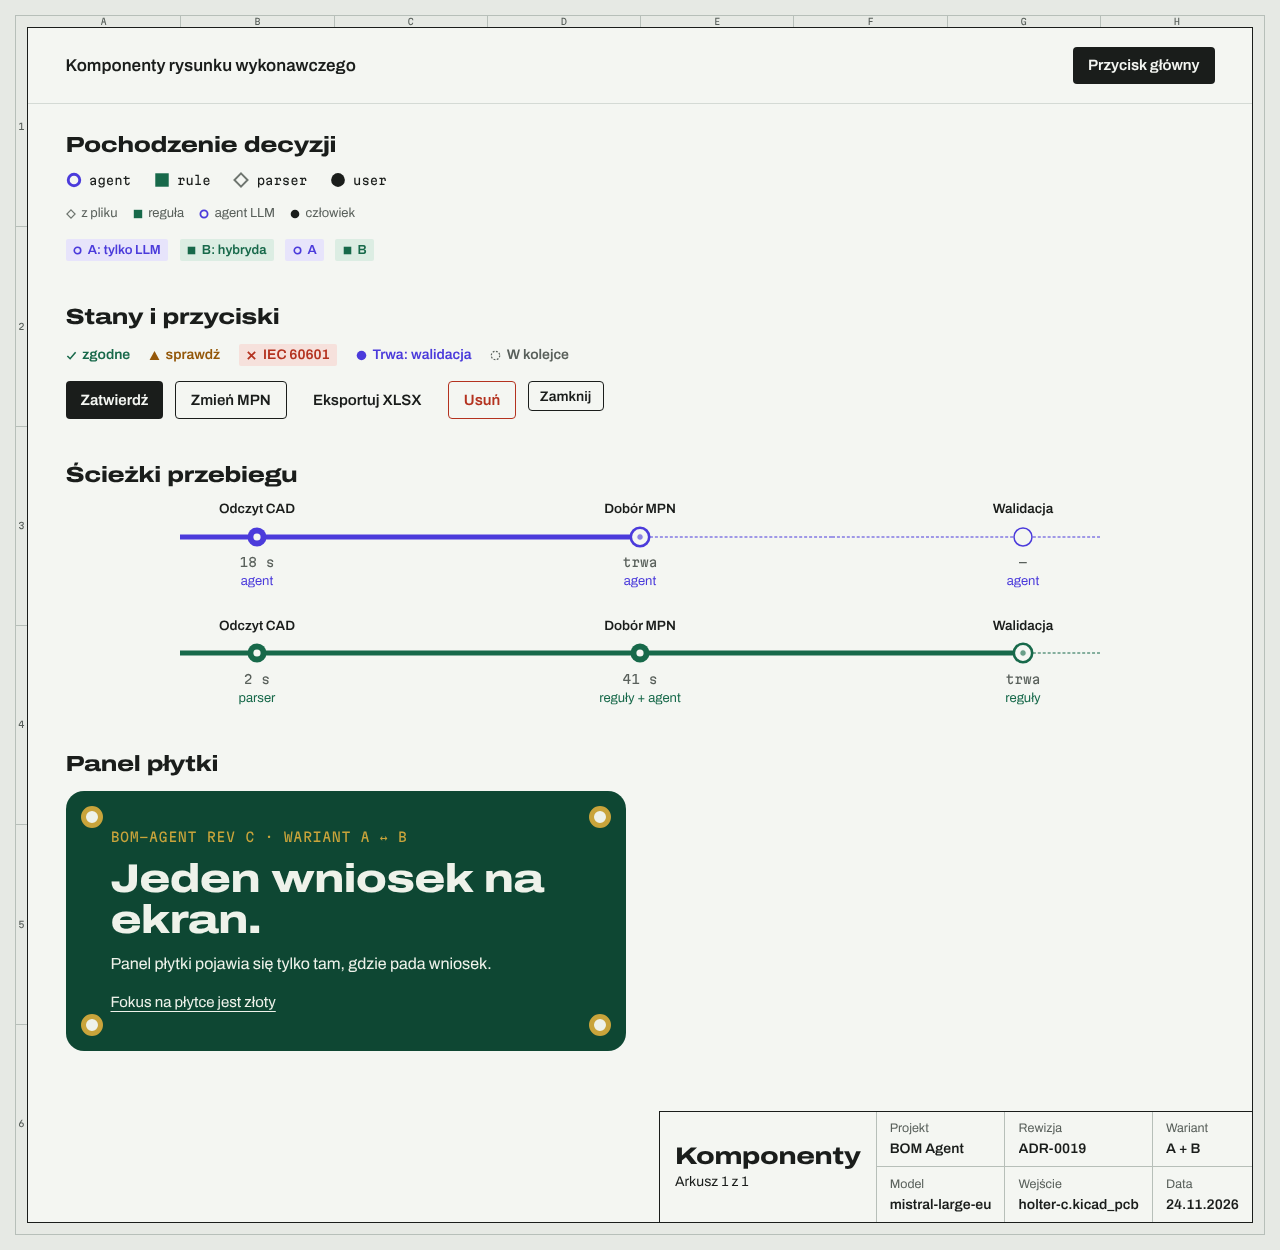 A B C D E F G H
Komponenty rysunku wykonawczego
Przycisk główny
1
Pochodzenie decyzji
agent rule parser user
z pliku reguła agent LLM człowiek
A: tylko LLM B: hybryda A B
Stany i przyciski
2
zgodne sprawdź IEC 60601 Trwa: walidacja W kolejce
Zatwierdź Zmień MPN Eksportuj XLSX Usuń Zamknij
Ścieżki przebiegu
Odczyt CAD Dobór MPN Walidacja
3
18 s trwa —
agent agent agent
Odczyt CAD Dobór MPN Walidacja
2 s 41 s trwa
parser reguły + agent reguły
4
Panel płytki
BOM—AGENT REV C · WARIANT A ↔ B
Jeden wniosek na
ekran.
5
Panel płytki pojawia się tylko tam, gdzie pada wniosek.
Fokus na płytce jest złoty
6
Komponenty
Arkusz 1 z 1
Projekt Rewizja Wariant
BOM Agent ADR-0019 A + B
Model Wejście Data
mistral-large-eu holter-c.kicad_pcb 24.11.2026